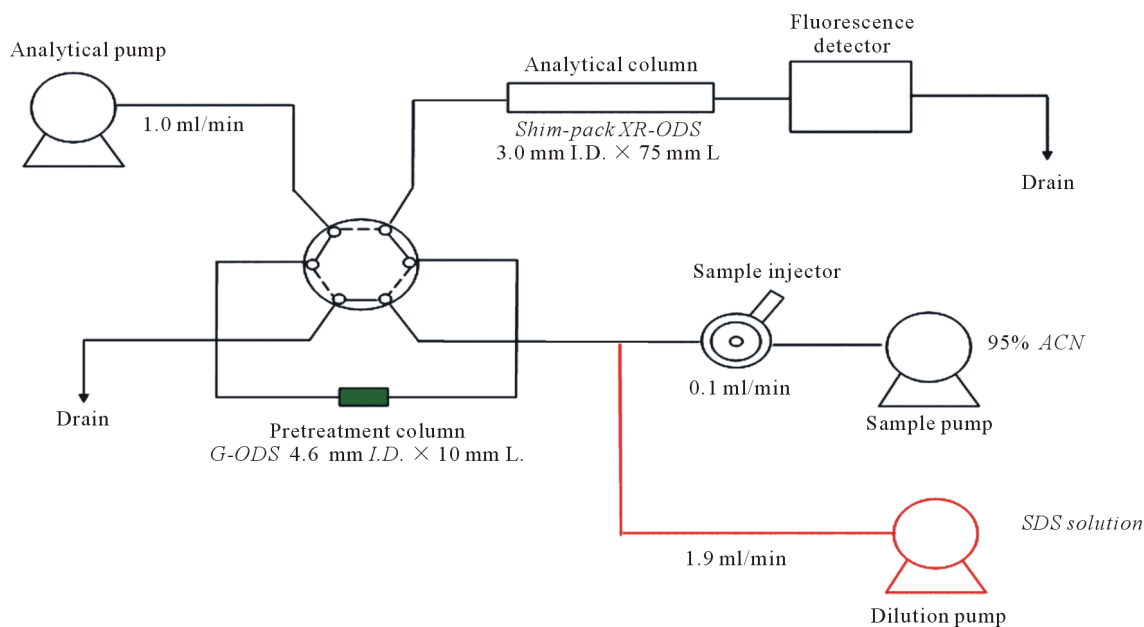 Fluorescence
detector
Analytical pump
Analytical column
1.0 ml/min
Shim-pack XR-ODS
3.0 mm I.D. × 75 mm L
Drain
Sample injector
95% ACN
0.1 ml/min
Drain
Sample pump
Pretreatment column
G-ODS 4.6 mm I.D. × 10 mm L.
SDS solution
1.9 ml/min
Dilution pump